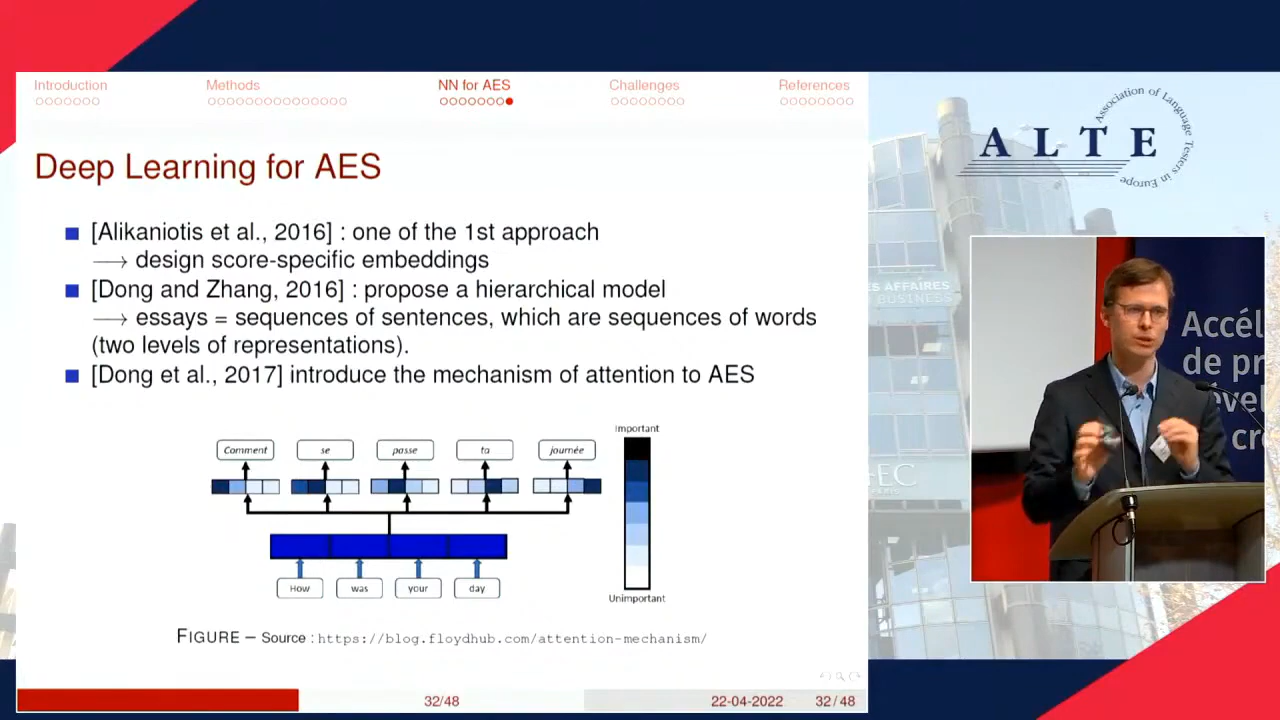 Introduction
Methods
NN for AES
Challenges
References
Deep Learning for AES
[Alikaniotis et al., 2016] : one of the 1st approach
⟶ design score-specific embeddings
[Dong and Zhang, 2016] : propose a hierarchical model
⟶ essays = sequences of sentences, which are sequences of words
(two levels of representations).
[Dong et al., 2017] introduce the mechanism of attention to AES
Comment se passe ta journée
How was your day
Important
Unimportant
FIGURE – Source : https://blog.floydhub.com/attention-mechanism/
32/48
22-04-2022
32 / 48
ALTE
Association of Language Testers in Europe
S AFFAIRES
BUSINESS
Accél
de pr
évei
cr